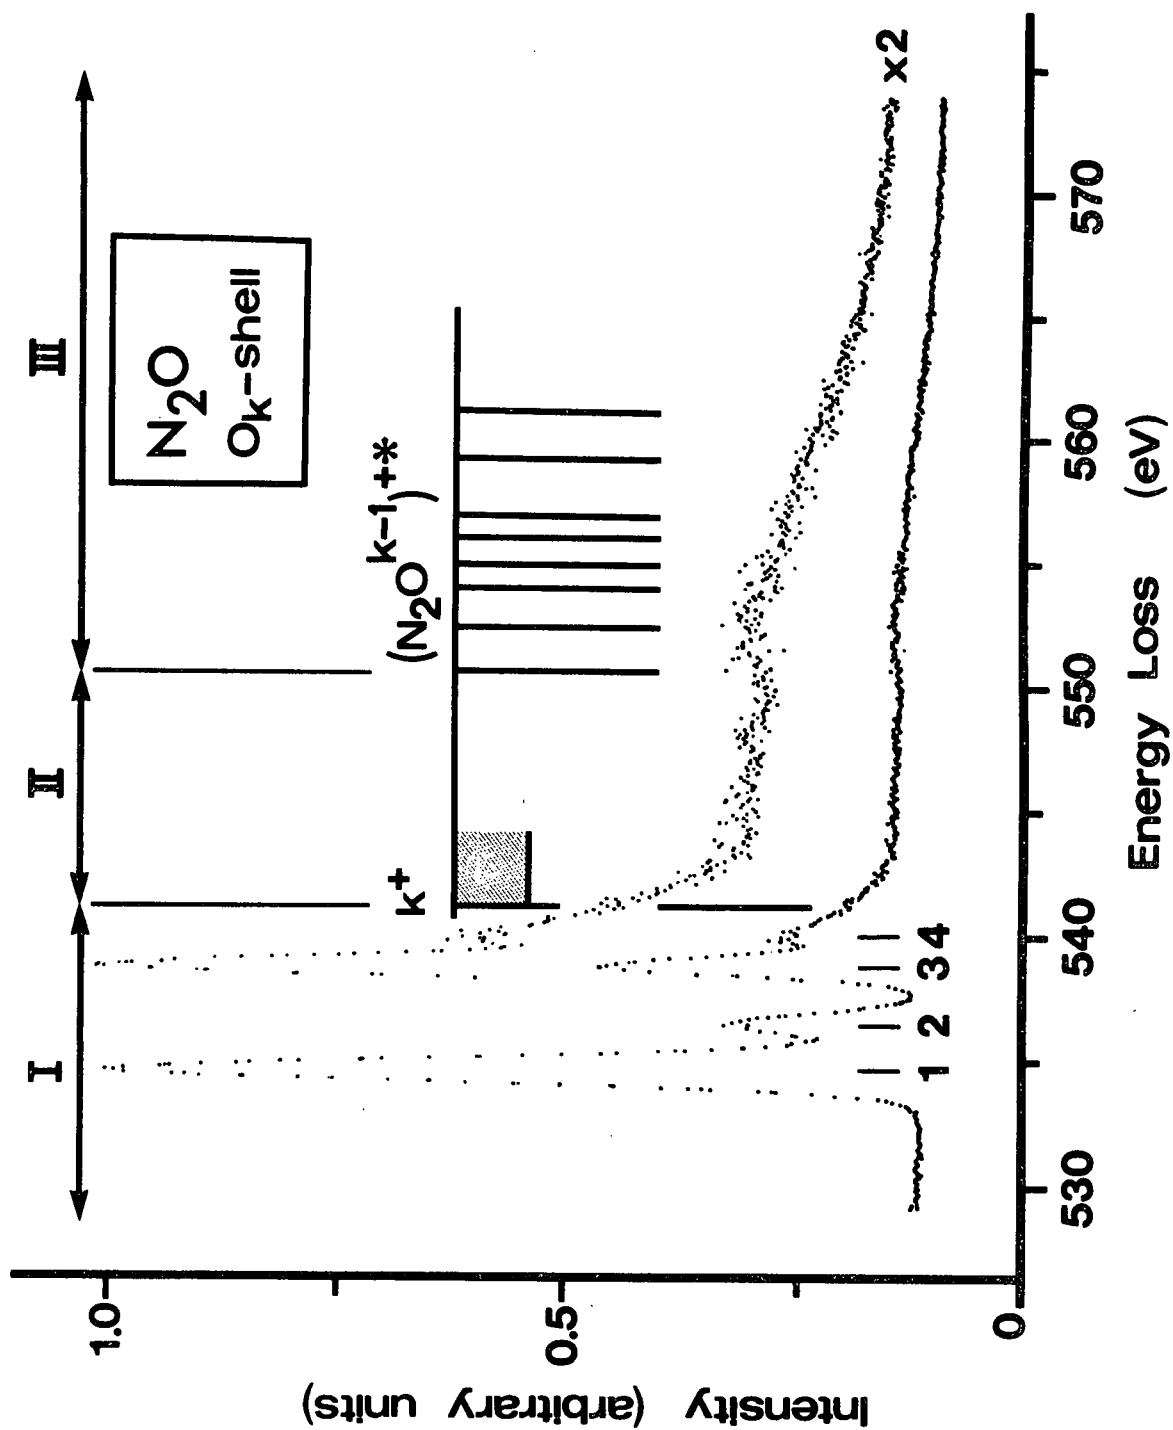 I II III
N2O
Ok-shell
k+
(N2O k-1)+*
x2
1 2 3 4
1.0
0.5
0
Intensity (arbitrary units)
530 540 550 560 570
Energy Loss (eV)